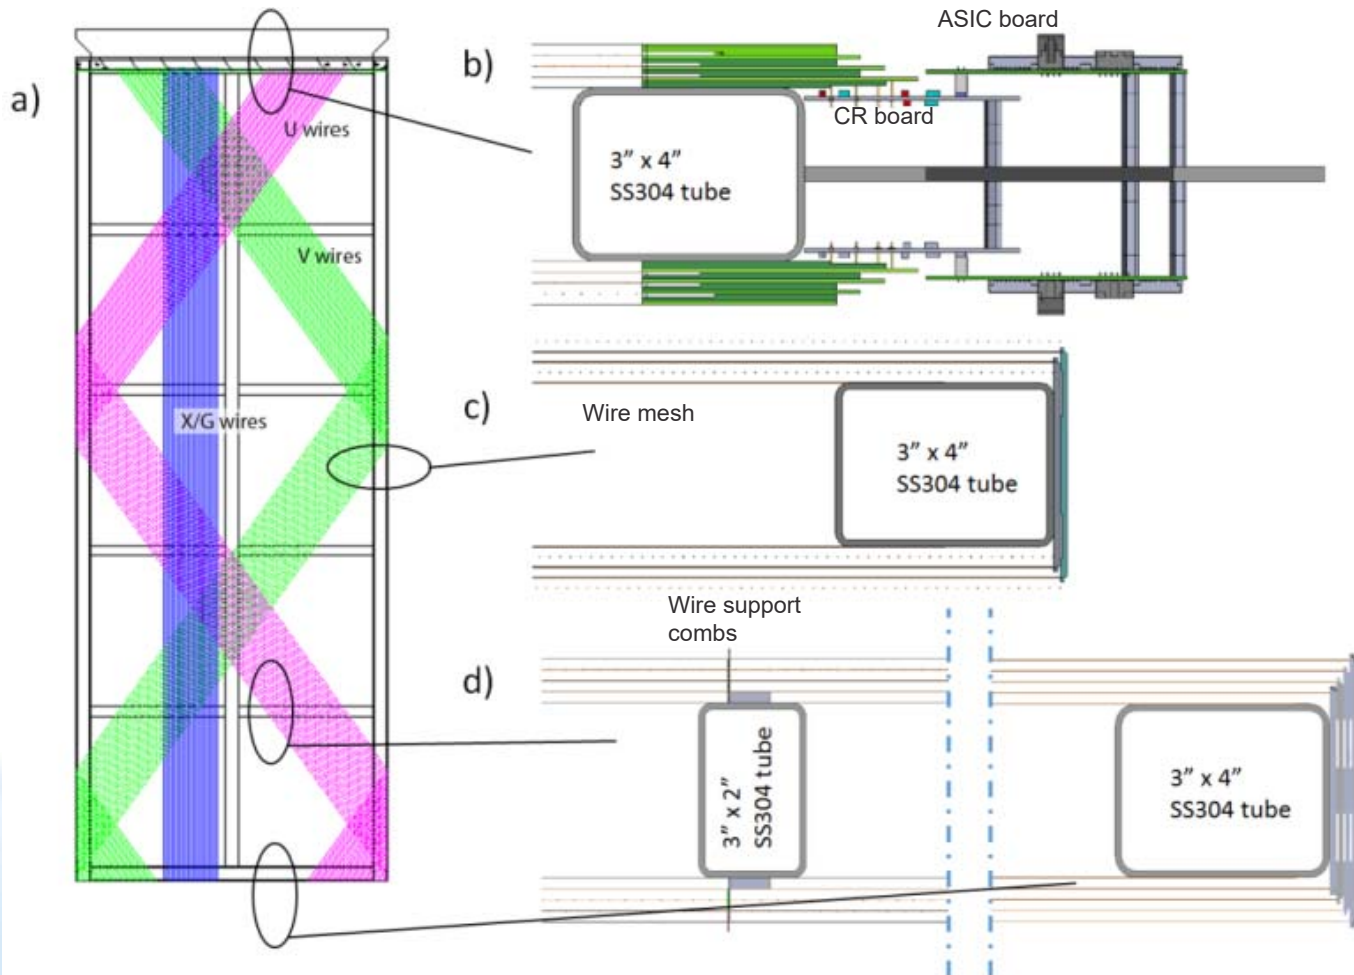 a)
U wires
V wires
X/G wires
b)
ASIC board
CR board
3” x 4”
SS304 tube
c)
Wire mesh
3” x 4”
SS304 tube
Wire support
combs
d)
3” x 2”
SS304 tube
3” x 4”
SS304 tube